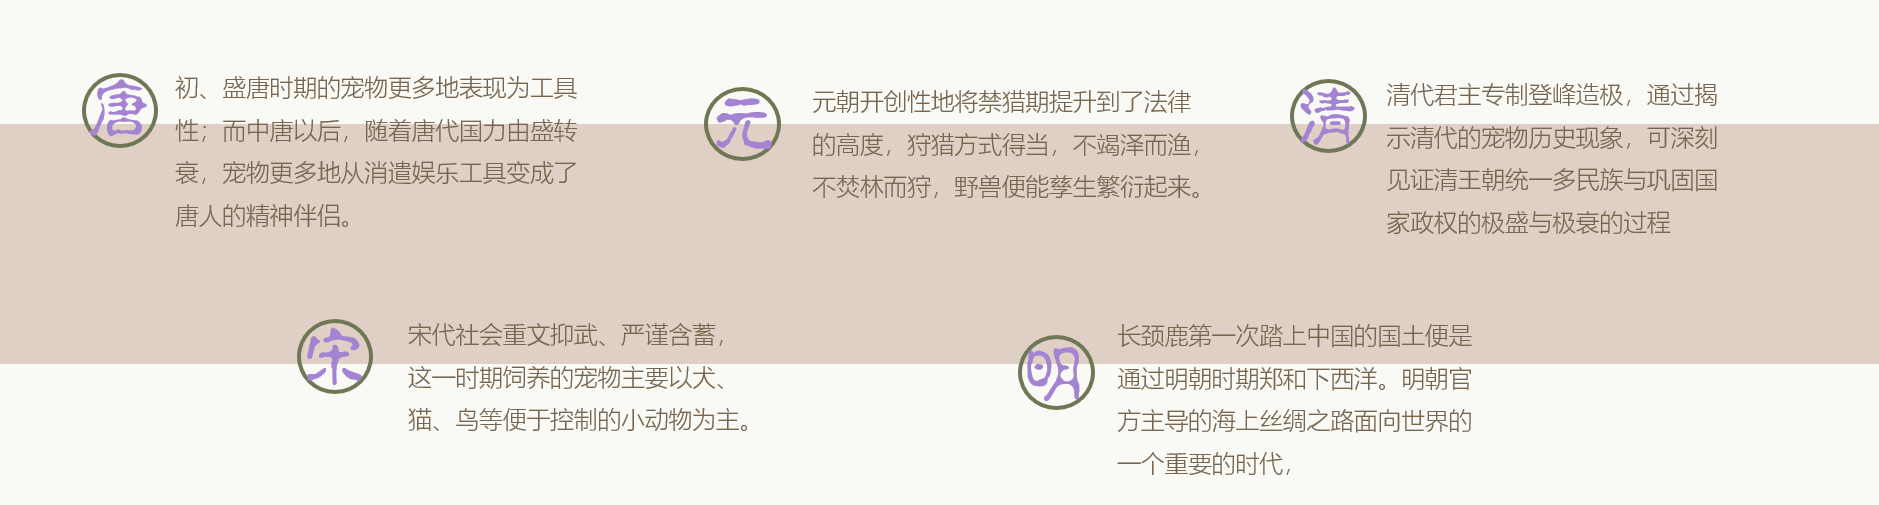 唐
初、盛唐时期的宠物更多地表现为工具
性；而中唐以后，随着唐代国力由盛转
衰，宠物更多地从消遣娱乐工具变成了
唐人的精神伴侣。
宋
宋代社会重文抑武、严谨含蓄，
这一时期饲养的宠物主要以犬、
猫、鸟等便于控制的小动物为主。
元
元朝开创性地将禁猎期提升到了法律
的高度，狩猎方式得当，不竭泽而渔，
不焚林而狩，野兽便能孳生繁衍起来。
明
长颈鹿第一次踏上中国的国土便是
通过明朝时期郑和下西洋。明朝官
方主导的海上丝绸之路面向世界的
一个重要的时代，
清
清代君主专制登峰造极，通过揭
示清代的宠物历史现象，可深刻
见证清王朝统一多民族与巩固国
家政权的极盛与极衰的过程